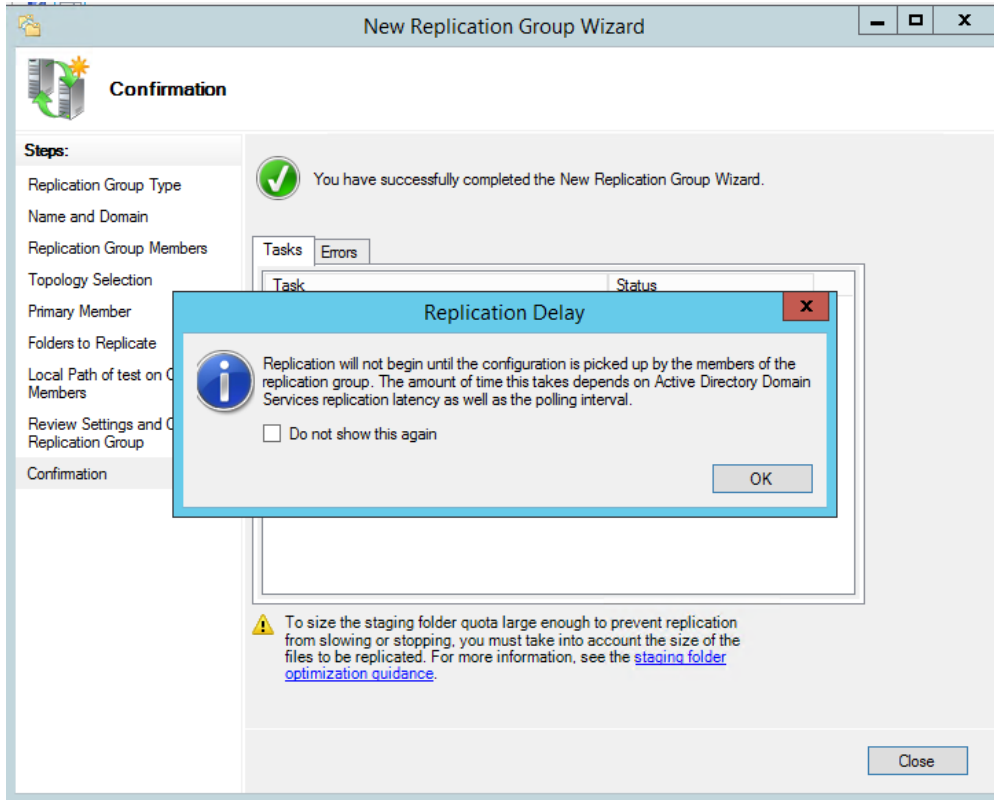 New Replication Group Wizard
Confirmation
Steps:
Replication Group Type
Name and Domain
Replication Group Members
Topology Selection
Primary Member
Folders to Replicate
Local Path of test on
Members
Review Settings and
Replication Group
Confirmation
You have successfully completed the New Replication Group Wizard.
Tasks Errors
Task Status
Replication Delay
x
Replication will not begin until the configuration is picked up by the members of the
replication group. The amount of time this takes depends on Active Directory Domain
Services replication latency as well as the polling interval.
Do not show this again
OK
To size the staging folder quota large enough to prevent replication
from slowing or stopping, you must take into account the size of the
files to be replicated. For more information, see the staging folder
optimization guidance.
Close